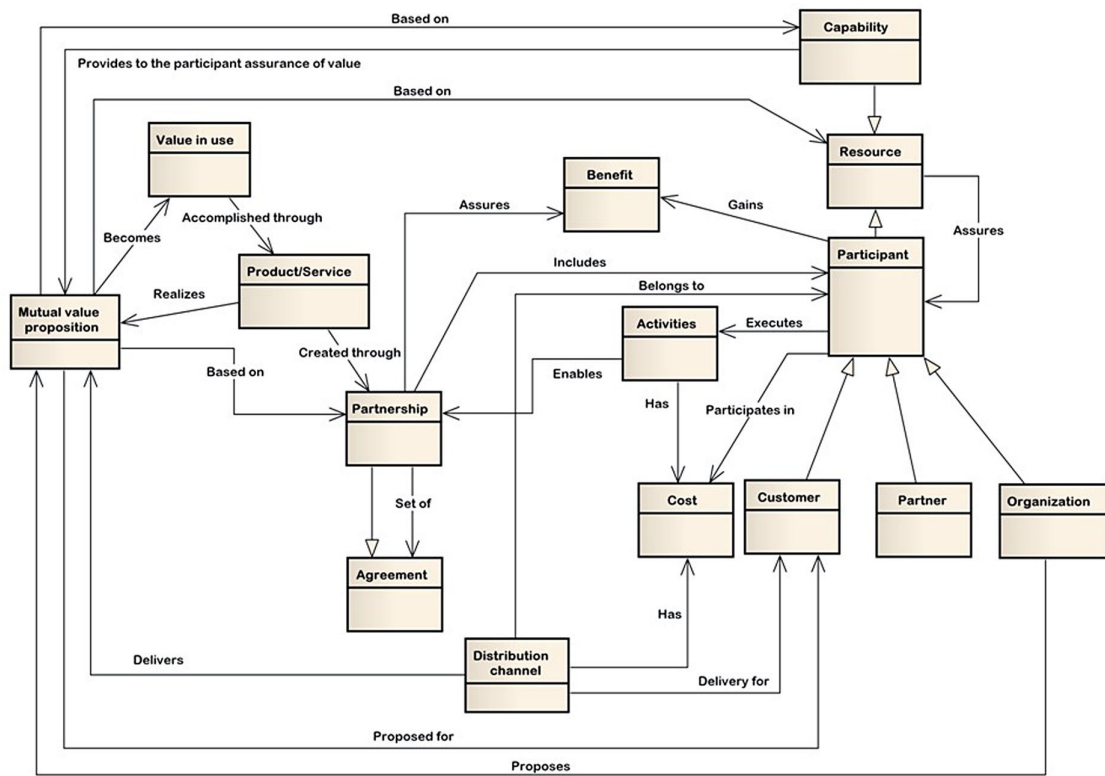 Based on
Capability
Provides to the participant assurance of value
Based on
Value in use
Resource
Benefit
Accomplished through
Assures
Gains
Becomes
Assures
Participant
Product/Service
Includes
Realizes
Belongs to
Mutual value
proposition
Activities
Executes
Created through
Based on
Enables
Partnership
Has
Participates in
Set of
Cost
Customer
Partner
Organization
Agreement
Has
Distribution
channel
Delivers
Delivery for
Proposed for
Proposes